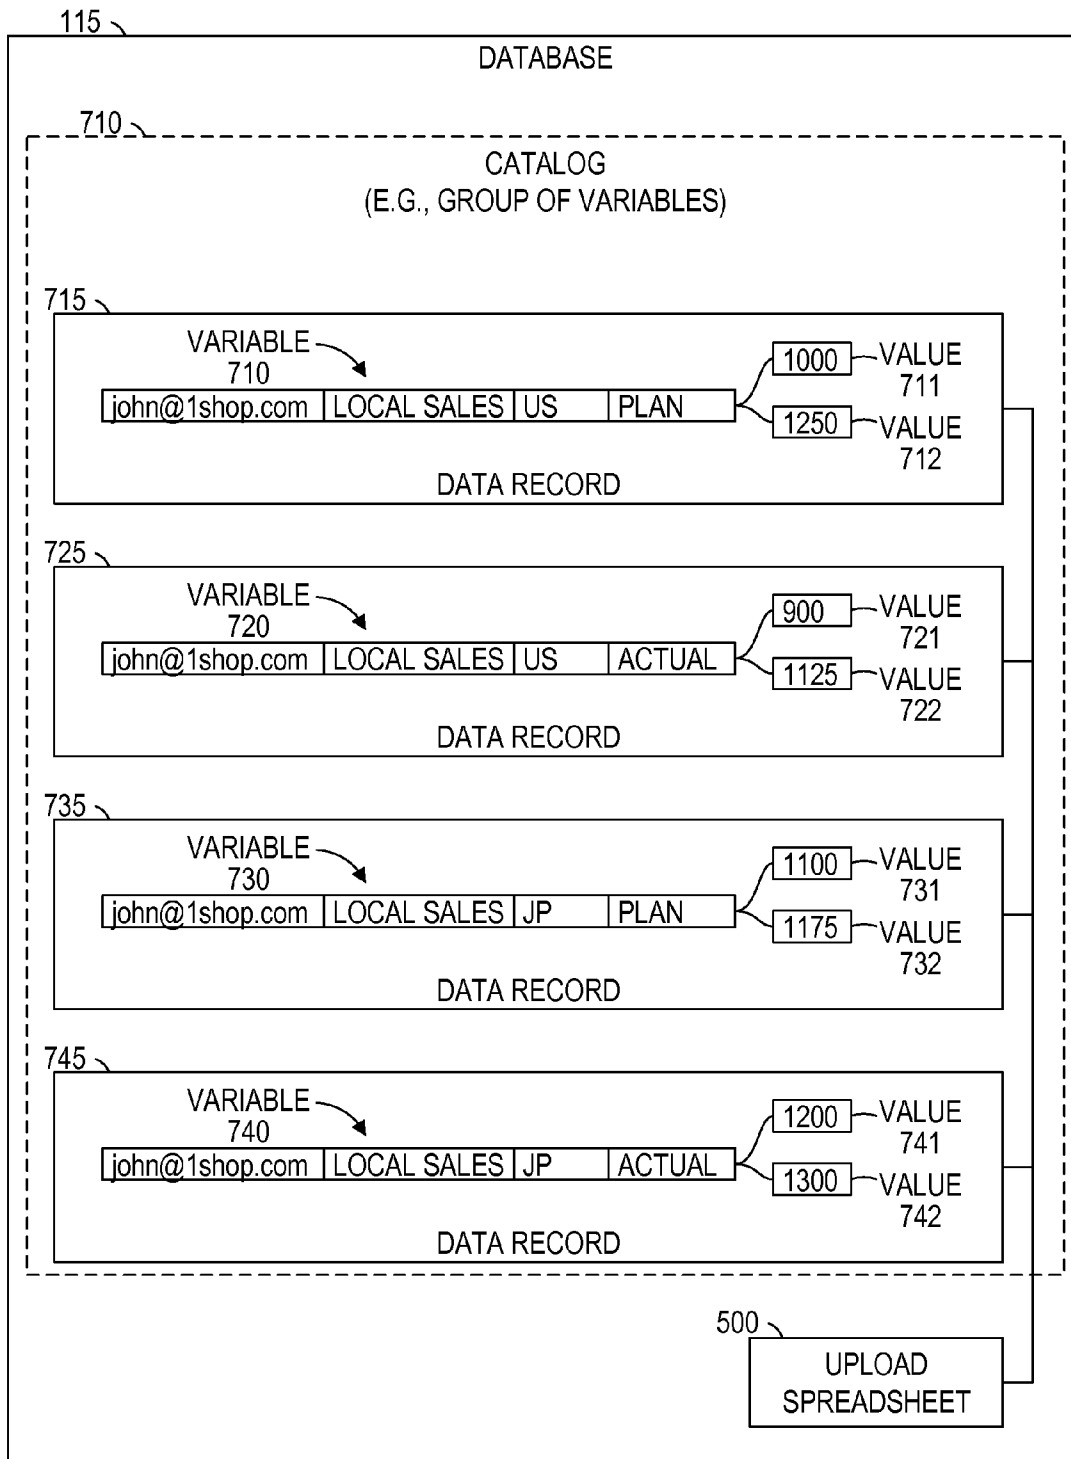 115
DATABASE
710
CATALOG
(E.G., GROUP OF VARIABLES)
715
VARIABLE
710
john@1shop.com LOCAL SALES US PLAN
1000 VALUE
711
1250 VALUE
712
DATA RECORD
725
VARIABLE
720
john@1shop.com LOCAL SALES US ACTUAL
900 VALUE
721
1125 VALUE
722
DATA RECORD
735
VARIABLE
730
john@1shop.com LOCAL SALES JP PLAN
1100 VALUE
731
1175 VALUE
732
DATA RECORD
745
VARIABLE
740
john@1shop.com LOCAL SALES JP ACTUAL
1200 VALUE
741
1300 VALUE
742
DATA RECORD
500
UPLOAD
SPREADSHEET